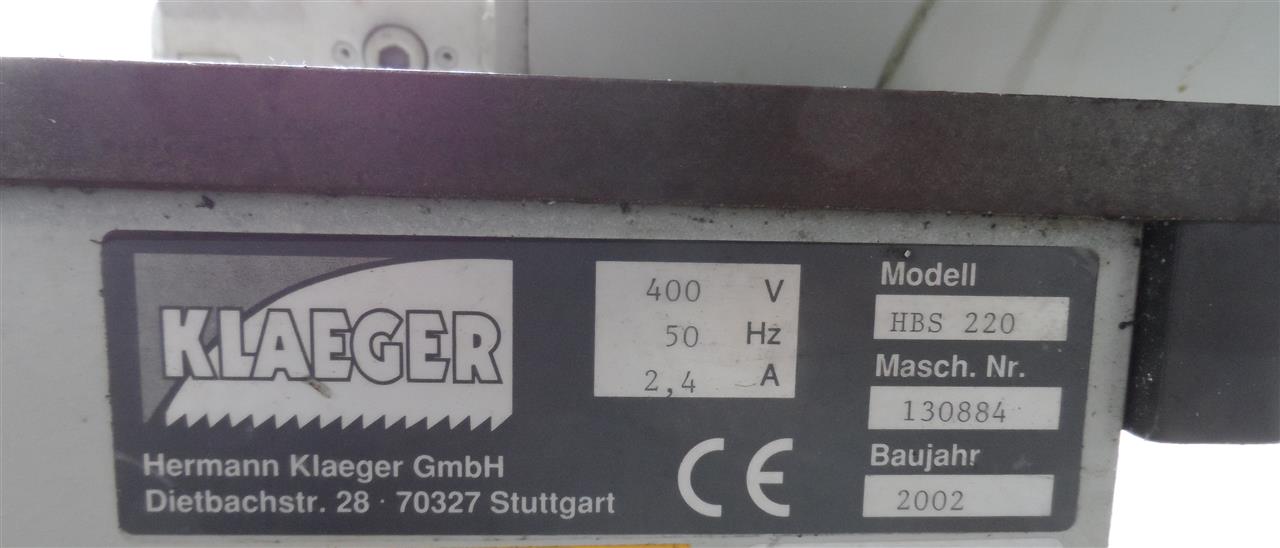 KLAEGER
Hermann Klaeger GmbH
Dietbachstr. 28 · 70327 Stuttgart
400 V
50 Hz
2,4 A
CE
Modell
HBS 220
Masch. Nr.
130884
Baujahr
2002